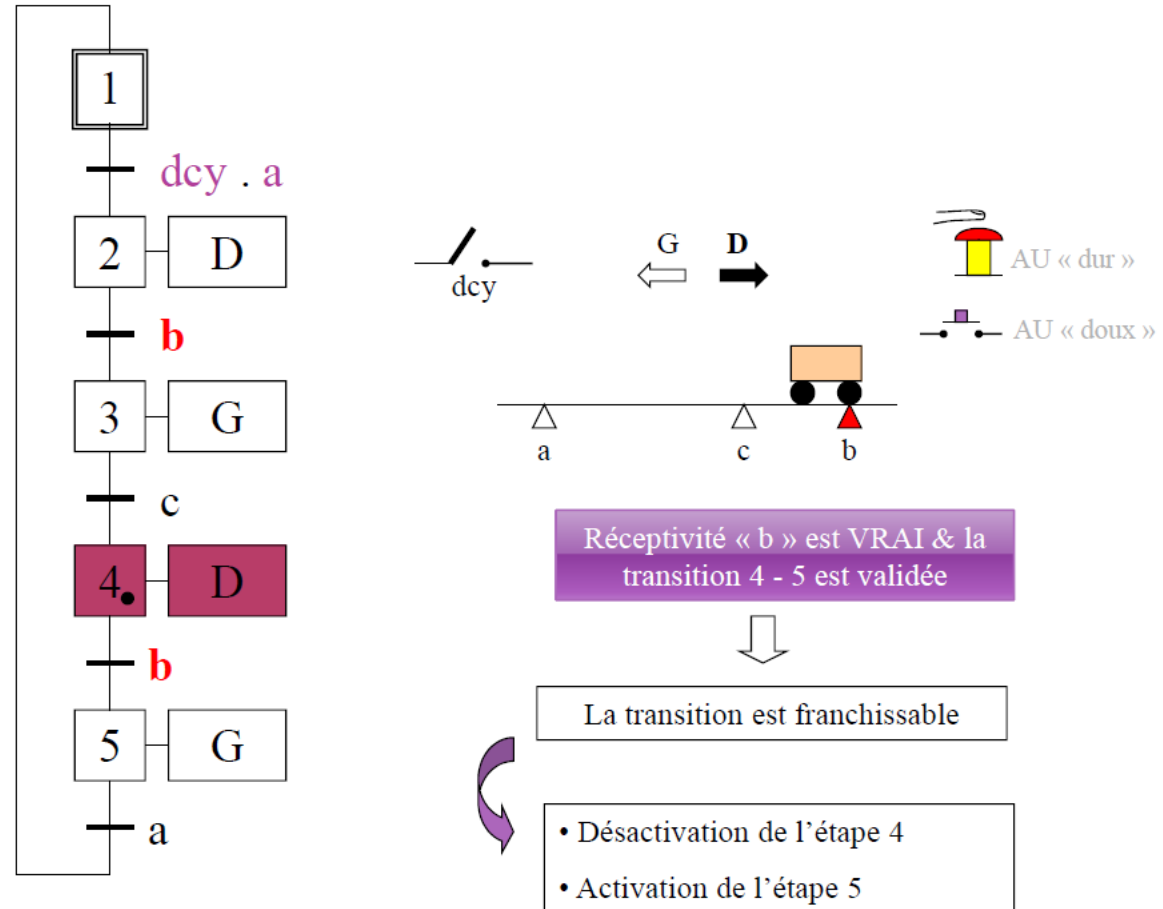 1
dcy . a
2 D
b
3 G
c
4 D
b
5 G
a
dcy
G D
AU « dur »
AU « doux »
a c b
Réceptivité « b » est VRAI & la
transition 4 - 5 est validée
La transition est franchissable
• Désactivation de l’étape 4
• Activation de l’étape 5